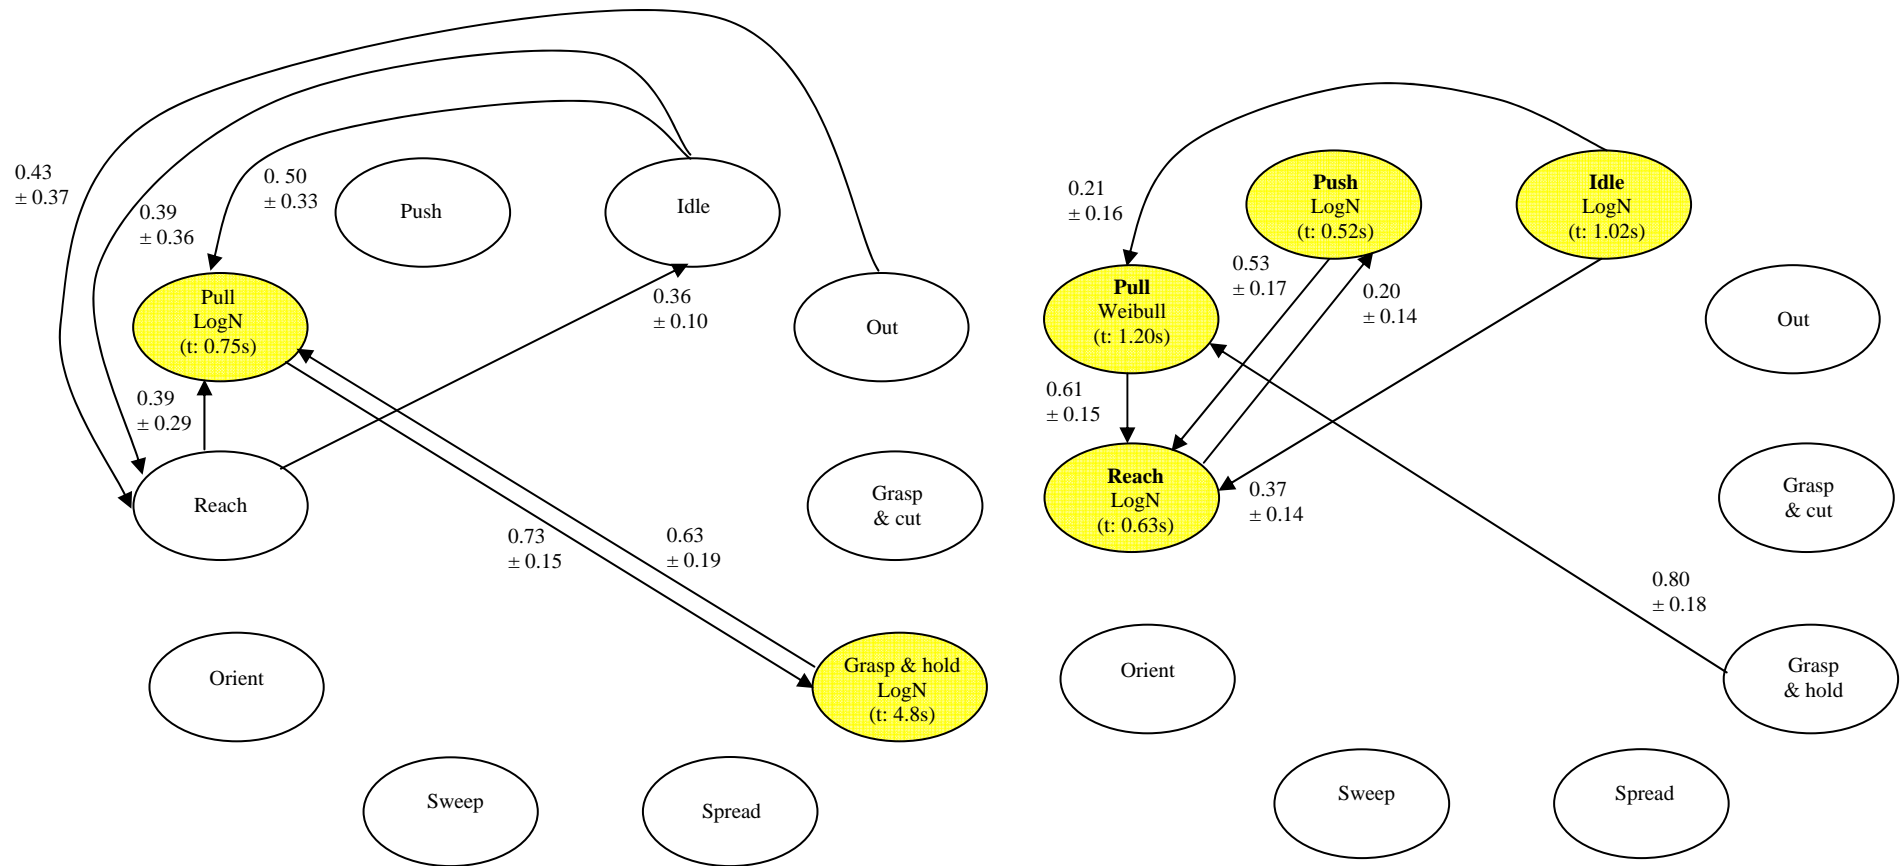 0.43
± 0.37
0.39
± 0.36
0. 50
± 0.33
Push
Idle
Pull
LogN
(t: 0.75s)
0.36
± 0.10
Out
0.39
± 0.29
Reach
Grasp
& cut
0.73
± 0.15
0.63
± 0.19
Orient
Grasp & hold
LogN
(t: 4.8s)
Sweep
Spread
0.21
± 0.16
Push
LogN
(t: 0.52s)
Idle
LogN
(t: 1.02s)
0.53
± 0.17
0.20
± 0.14
Pull
Weibull
(t: 1.20s)
Out
0.61
± 0.15
Reach
LogN
(t: 0.63s)
0.37
± 0.14
Grasp
& cut
0.80
± 0.18
Orient
Grasp
& hold
Sweep
Spread